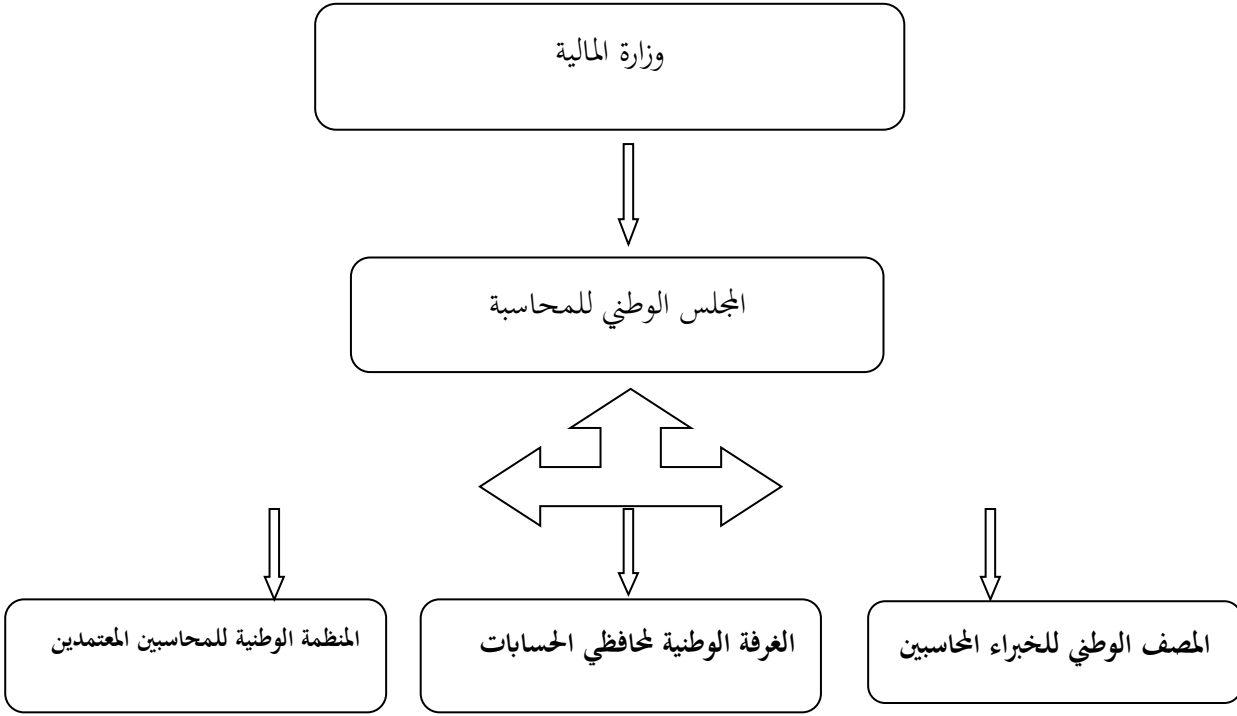 وزارة المالية
المجلس الوطني للمحاسبة
المصف الوطني للخبراء المحاسبين
الغرفة الوطنية لمحافظي الحسابات
المنظمة الوطنية للمحاسبين المعتمدين